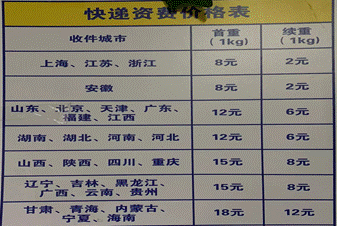 快递资费价格表
收件城市 首重（1kg） 续重（1kg）
上海、江苏、浙江 8元 2元
安徽 8元 2元
山东、北京、天津、广东、福建、江西 12元 6元
湖南、湖北、河南、河北 12元 6元
山西、陕西、四川、重庆 15元 8元
辽宁、吉林、黑龙江、广西、云南、贵州 15元 8元
甘肃、青海、内蒙古、宁夏、海南 18元 12元